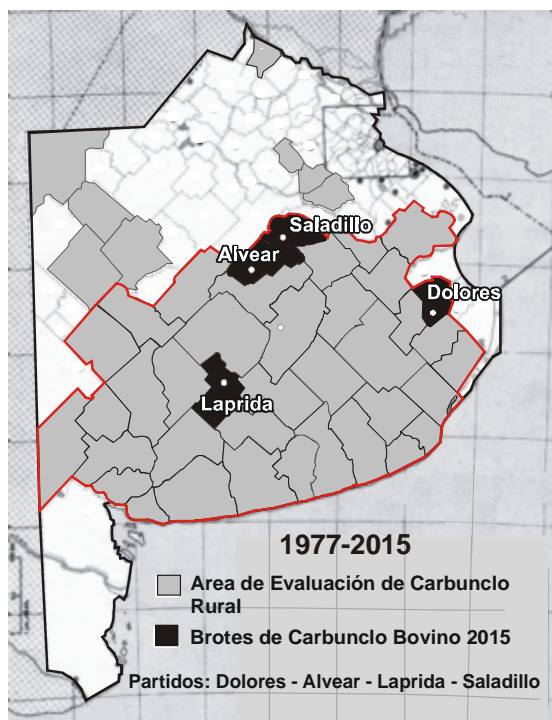 Saladillo
Alvear
Dolores
Laprida
1977-2015
Area de Evaluación de Carbunclo
Rural
Brotes de Carbunclo Bovino 2015
Partidos: Dolores - Alvear - Laprida - Saladillo